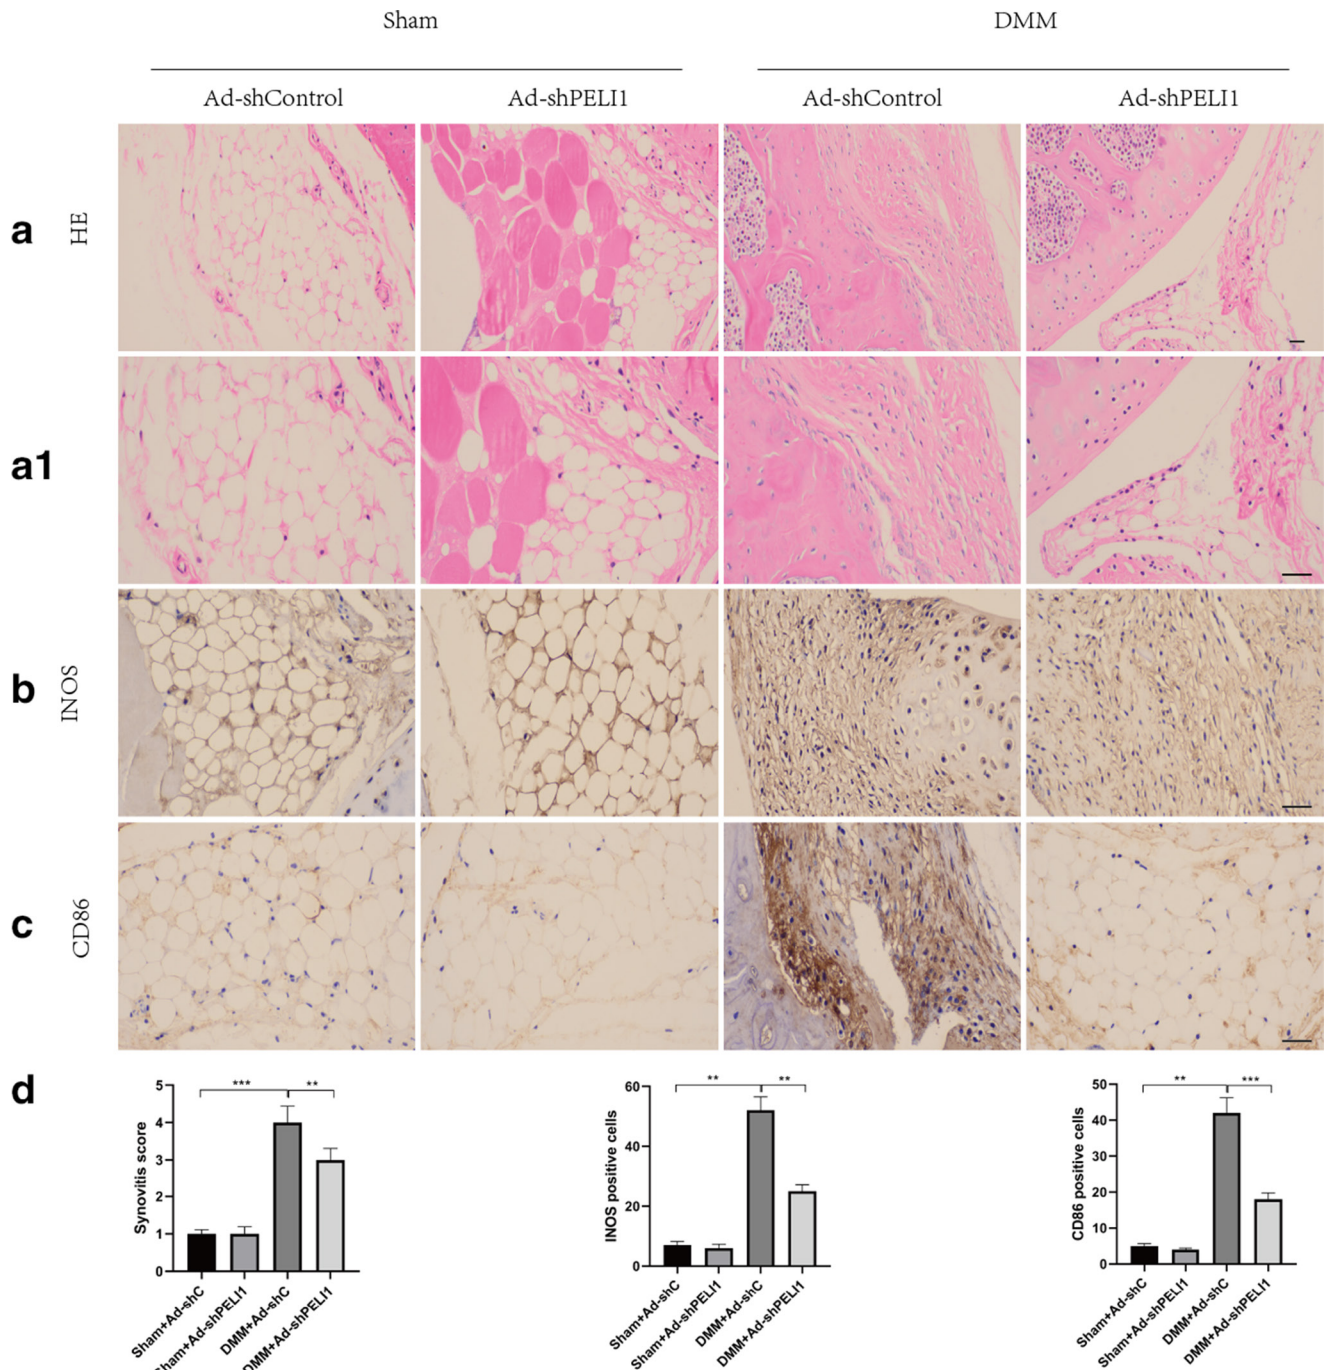 Sham DMM
Ad-shControl Ad-shPELI1 Ad-shControl Ad-shPELI1
a HE
a1
b INOS
c CD86
d
*** **
Synovitis score
5
4
3
2
1
0
Sham+Ad-shC
Sham+Ad-shPELI1
DMM+Ad-shC
DMM+Ad-shPELI1
** **
INOS positive cells
60
40
20
0
Sham+Ad-shC
Sham+Ad-shPELI1
DMM+Ad-shC
DMM+Ad-shPELI1
** ***
CD86 positive cells
50
40
30
20
10
0
Sham+Ad-shC
Sham+Ad-shPELI1
DMM+Ad-shC
DMM+Ad-shPELI1